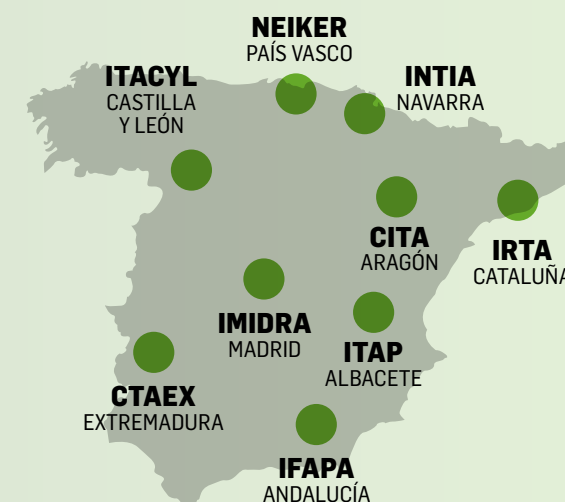 NEIKER
PAÍS VASCO
ITACYL
CASTILLA
Y LEÓN
INTIA
NAVARRA
CITA
ARAGÓN
IRTA
CATALUÑA
IMIDRA
MADRID
ITAP
ALBACETE
CTAEX
EXTREMADURA
IFAPA
ANDALUCÍA